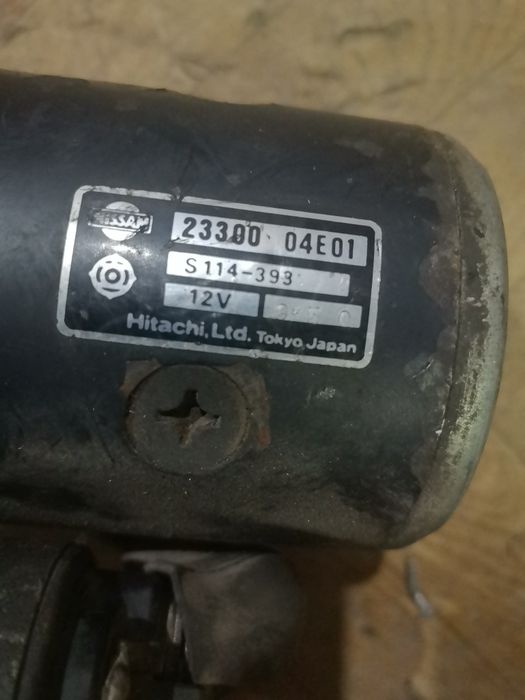 NISSAN
23300 04E01
S114-393
12V
Hitachi, Ltd. Tokyo Japan